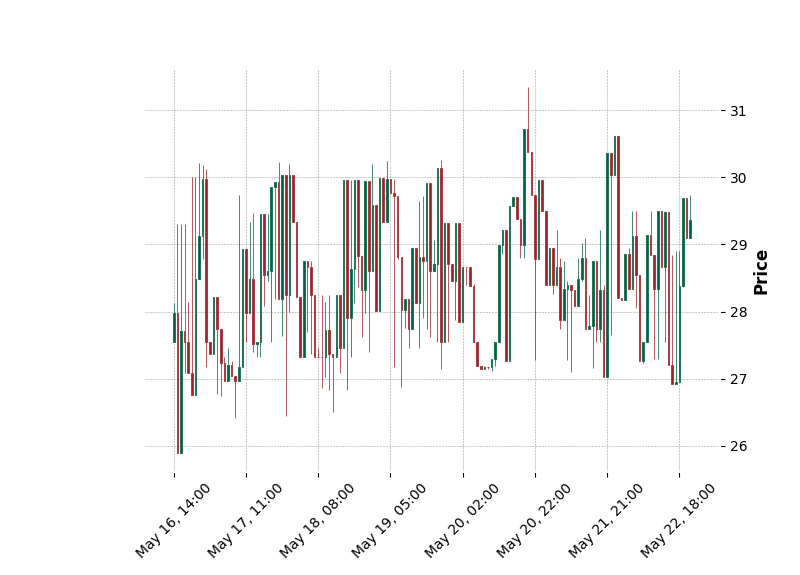 31
30
29
28
27
26
Price
May 16, 14:00
May 17, 11:00
May 18, 08:00
May 19, 05:00
May 20, 02:00
May 20, 22:00
May 21, 21:00
May 22, 18:00